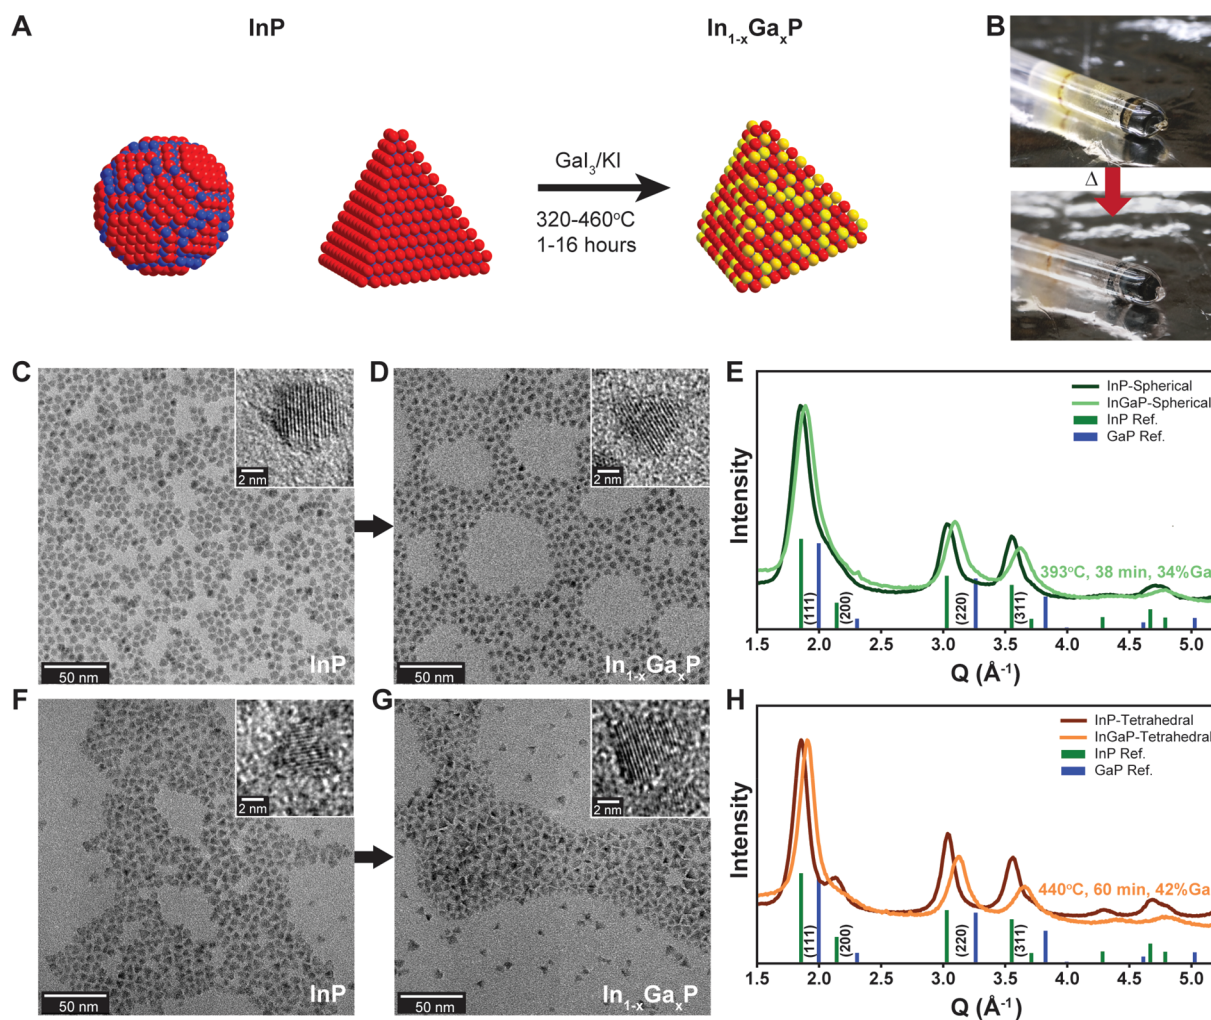 A
InP
In1-xGaxP
B
GaI3/KI
320-460°C
1-16 hours
Δ
C
2 nm
50 nm
InP
D
2 nm
50 nm
In1-xGaxP
E
InP-Spherical
InGaP-Spherical
InP Ref.
GaP Ref.
Intensity
393°C, 38 min, 34%Ga
(111)
(200)
(220)
(311)
1.5 2.0 2.5 3.0 3.5 4.0 4.5 5.0
Q (Å-1)
F
2 nm
50 nm
InP
G
2 nm
50 nm
In1-xGaxP
H
InP-Tetrahedral
InGaP-Tetrahedral
InP Ref.
GaP Ref.
Intensity
440°C, 60 min, 42%Ga
(111)
(200)
(220)
(311)
1.5 2.0 2.5 3.0 3.5 4.0 4.5 5.0
Q (Å-1)